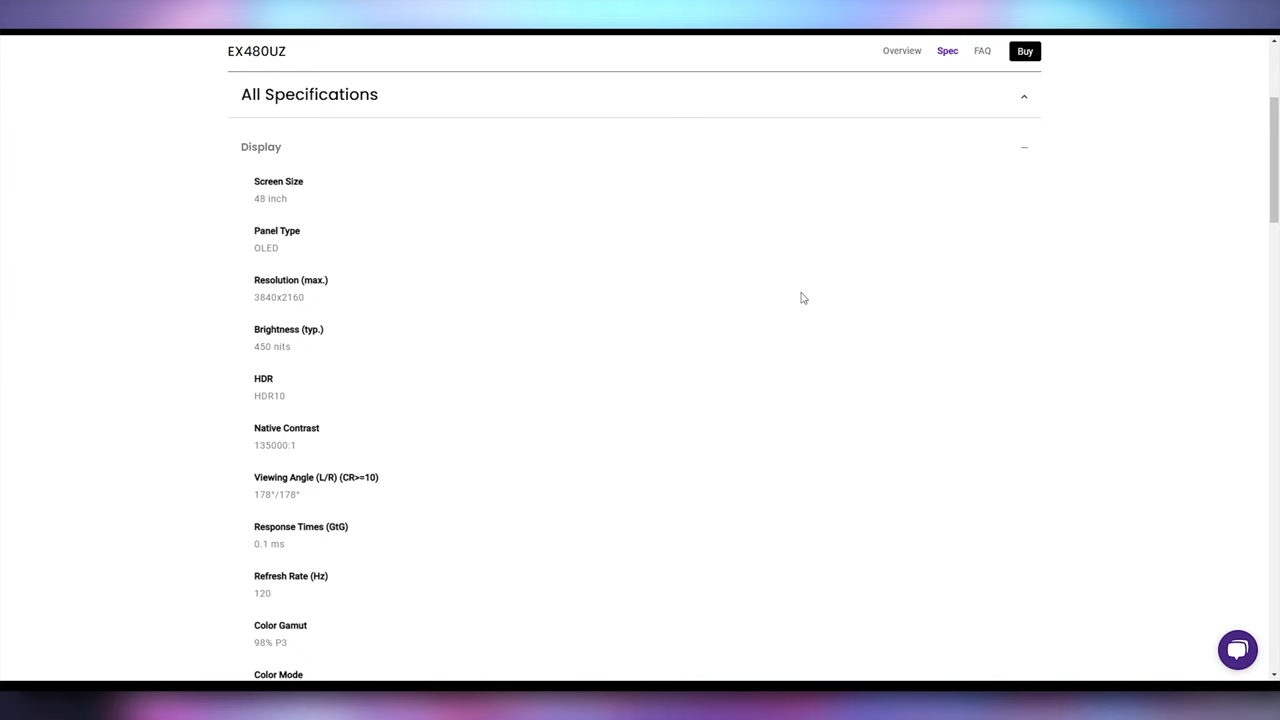 EX480UZ
Overview Spec FAQ Buy
All Specifications
Display
Screen Size
48 inch
Panel Type
OLED
Resolution (max.)
3840x2160
Brightness (typ.)
450 nits
HDR
HDR10
Native Contrast
135000:1
Viewing Angle (L/R) (CR>=10)
178°/178°
Response Times (GtG)
0.1 ms
Refresh Rate (Hz)
120
Color Gamut
98% P3
Color Mode